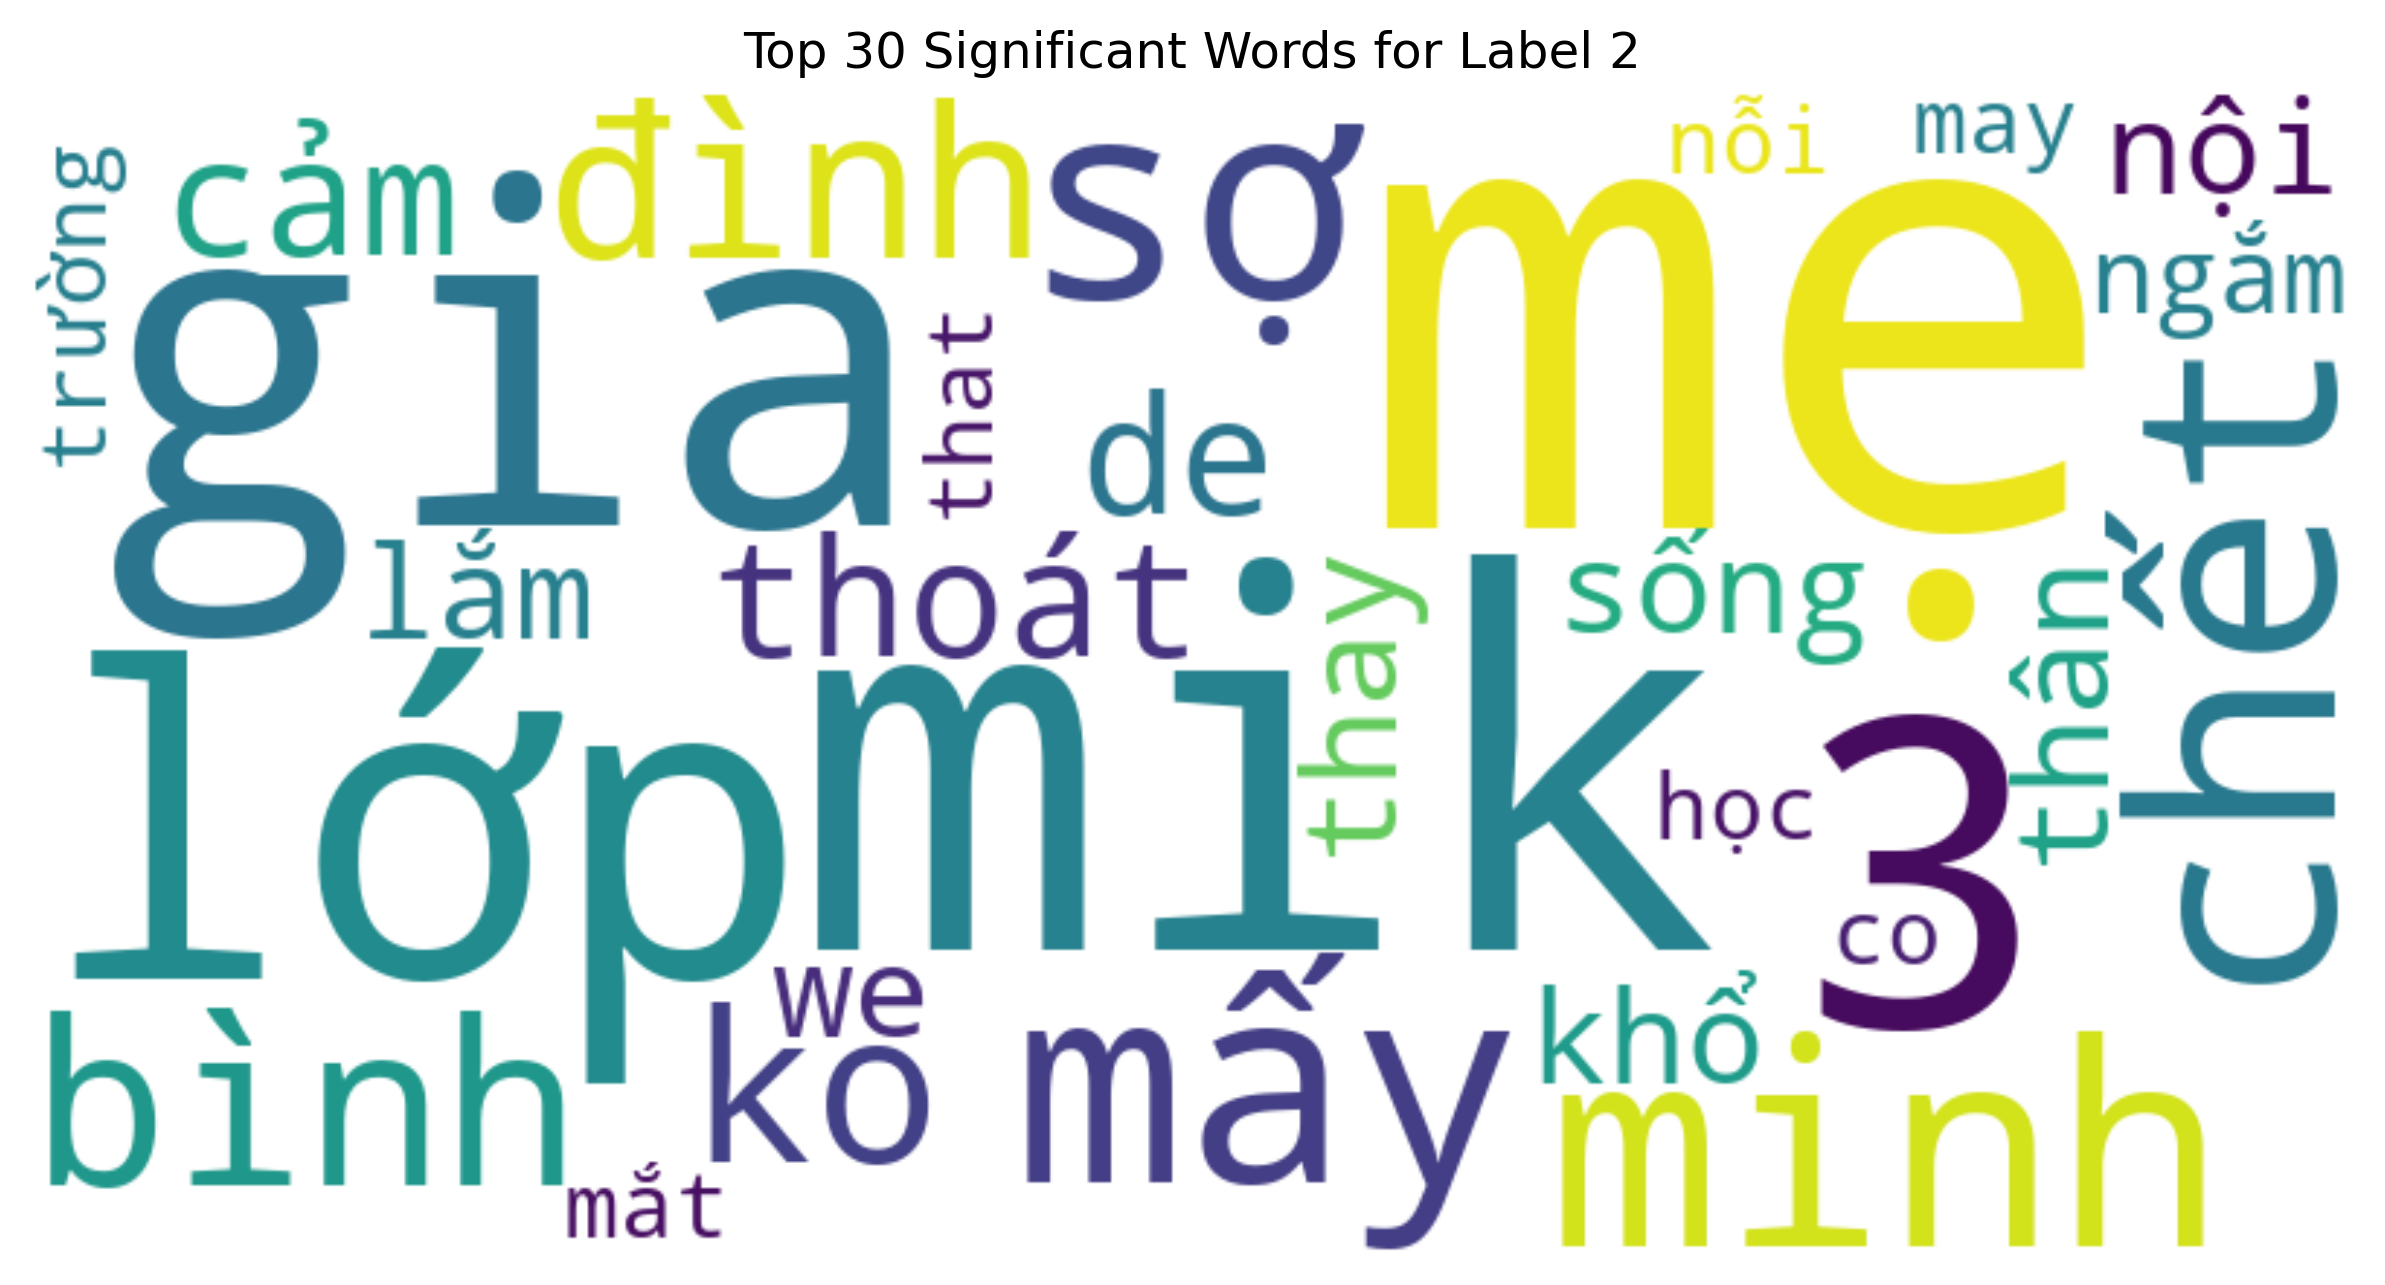 Top 30 Significant Words for Label 2
trường
cảm
đình
sợ
nỗi
may
nội
ngắm
gia
that
de
mẹ
chết
lắm
thoát
thay
sống
thân
lớp
mik
học
3
co
we
ko
mấy
khổ
bình
minh
mắt